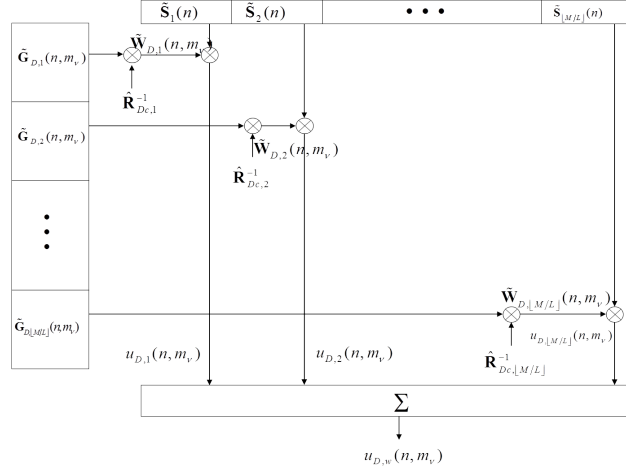 S̃₁(n) S̃₂(n) • • • S̃⌊M/L⌋(n)
G̃D,1(n, mᵥ) W̃D,1(n, mᵥ)
R̂⁻¹Dc,1
G̃D,2(n, mᵥ) W̃D,2(n, mᵥ)
R̂⁻¹Dc,2
•
•
•
W̃D,⌊M/L⌋(n, mᵥ)
G̃D,⌊M/L⌋(n, mᵥ)
uD,1(n, mᵥ) uD,2(n, mᵥ) uD,⌊M/L⌋(n, mᵥ)
R̂⁻¹Dc,⌊M/L⌋
Σ
uD,w(n, mᵥ)